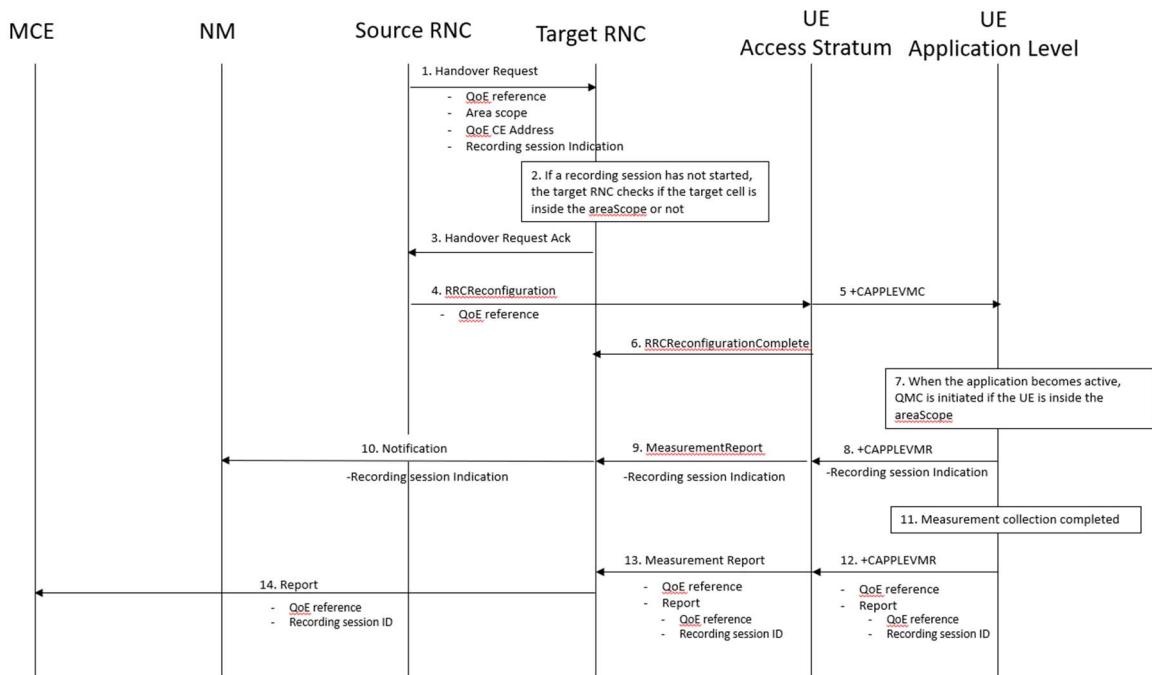 MCE
NM
Source RNC
Target RNC
UE
Access Stratum
UE
Application Level
1. Handover Request
- QoE reference
- Area scope
- QoE CE Address
- Recording session Indication
2. If a recording session has not started,
the target RNC checks if the target cell is
inside the areaScope or not
3. Handover Request Ack
4. RRCReconfiguration
- QoE reference
5 +CAPPLEVMC
6. RRCReconfigurationComplete
7. When the application becomes active,
QMC is initiated if the UE is inside the
areaScope
10. Notification
-Recording session Indication
9. MeasurementReport
-Recording session Indication
8. +CAPPLEVMR
-Recording session Indication
11. Measurement collection completed
14. Report
- QoE reference
- Recording session ID
13. Measurement Report
- QoE reference
- Report
- QoE reference
- Recording session ID
12. +CAPPLEVMR
- QoE reference
- Report
- QoE reference
- Recording session ID